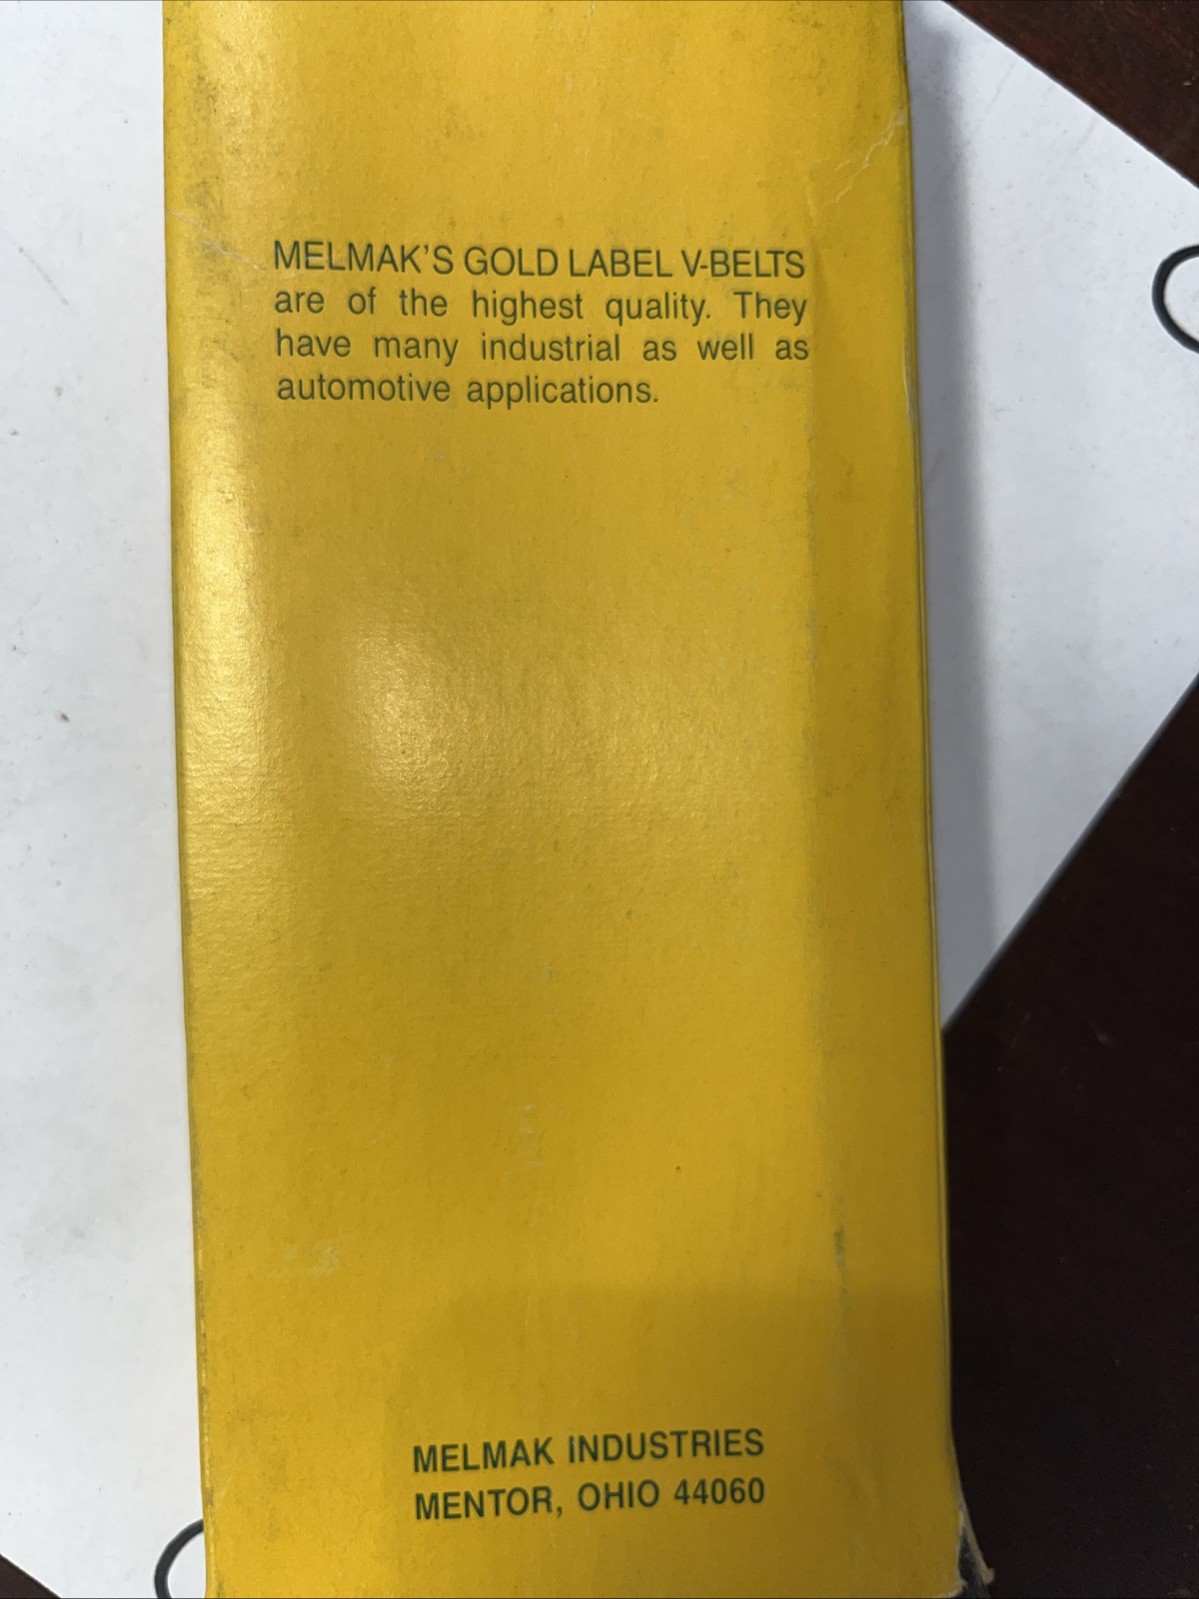 MELMAK'S GOLD LABEL V-BELTS
are of the highest quality. They
have many industrial as well as
automotive applications.
MELMAK INDUSTRIES
MENTOR, OHIO 44060